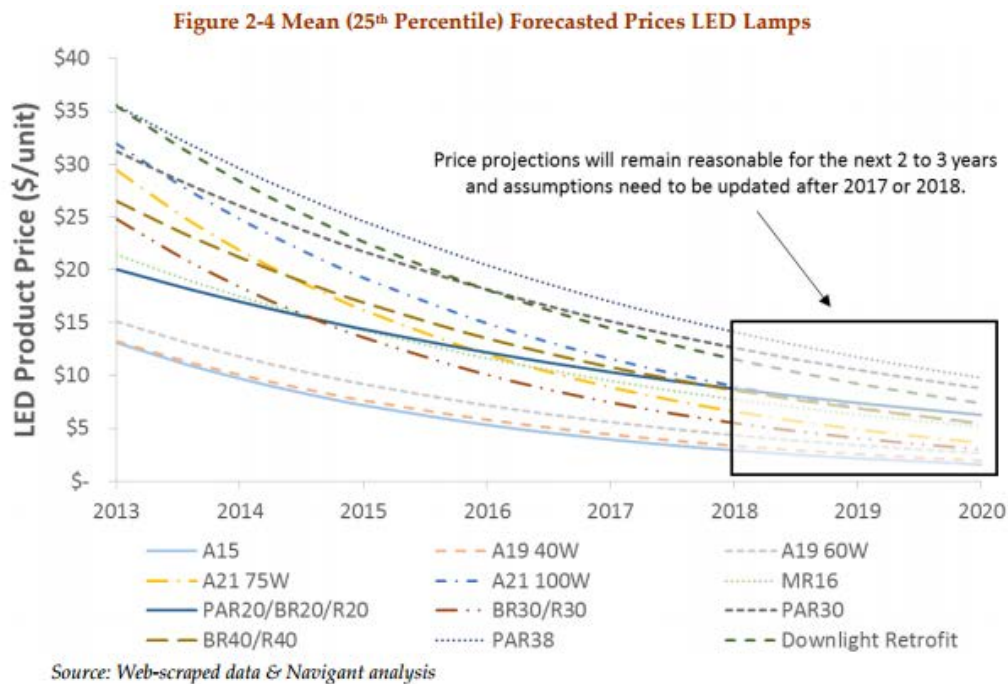 Figure 2-4 Mean (25th Percentile) Forecasted Prices LED Lamps
$40
$35
$30
$25
$20
$15
$10
$5
$-
LED Product Price ($/unit)
Price projections will remain reasonable for the next 2 to 3 years
and assumptions need to be updated after 2017 or 2018.
2013 2014 2015 2016 2017 2018 2019 2020
A15 A19 40W A19 60W
A21 75W A21 100W MR16
PAR20/BR20/R20 BR30/R30 PAR30
BR40/R40 PAR38 Downlight Retrofit
Source: Web-scraped data & Navigant analysis